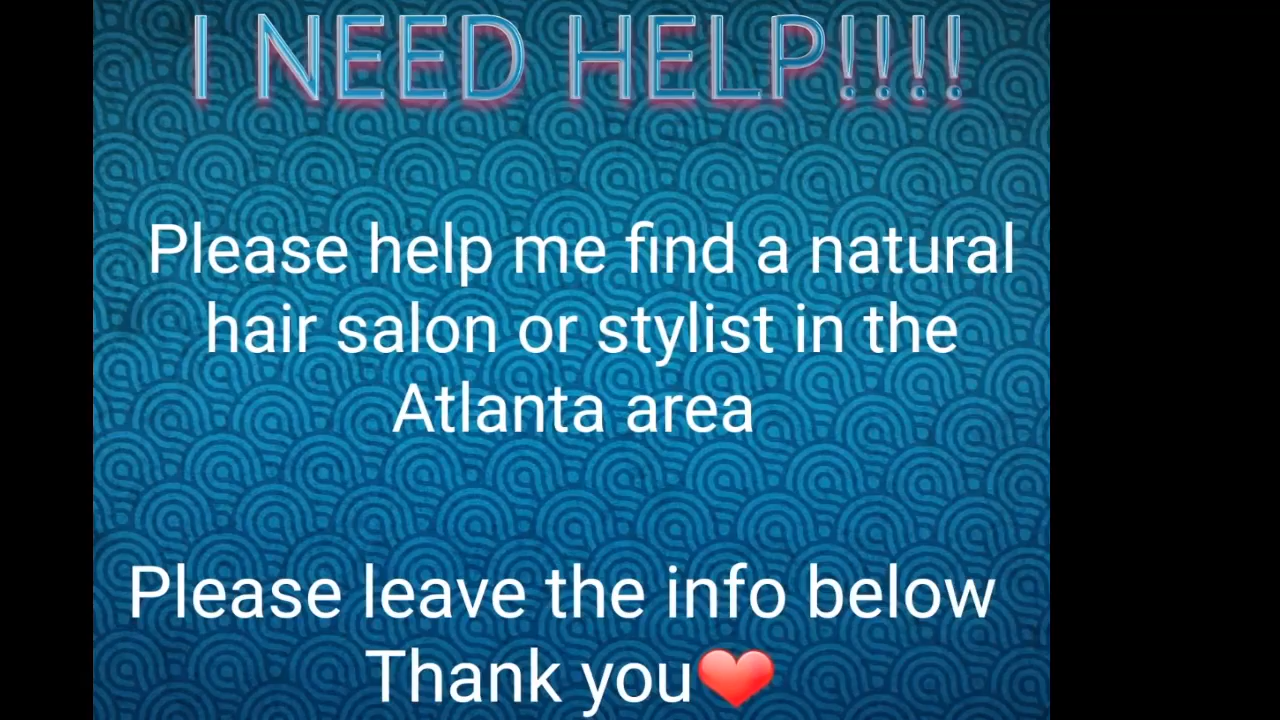 I NEED HELP!!!!
Please help me find a natural
hair salon or stylist in the
Atlanta area
Please leave the info below
Thank you❤️